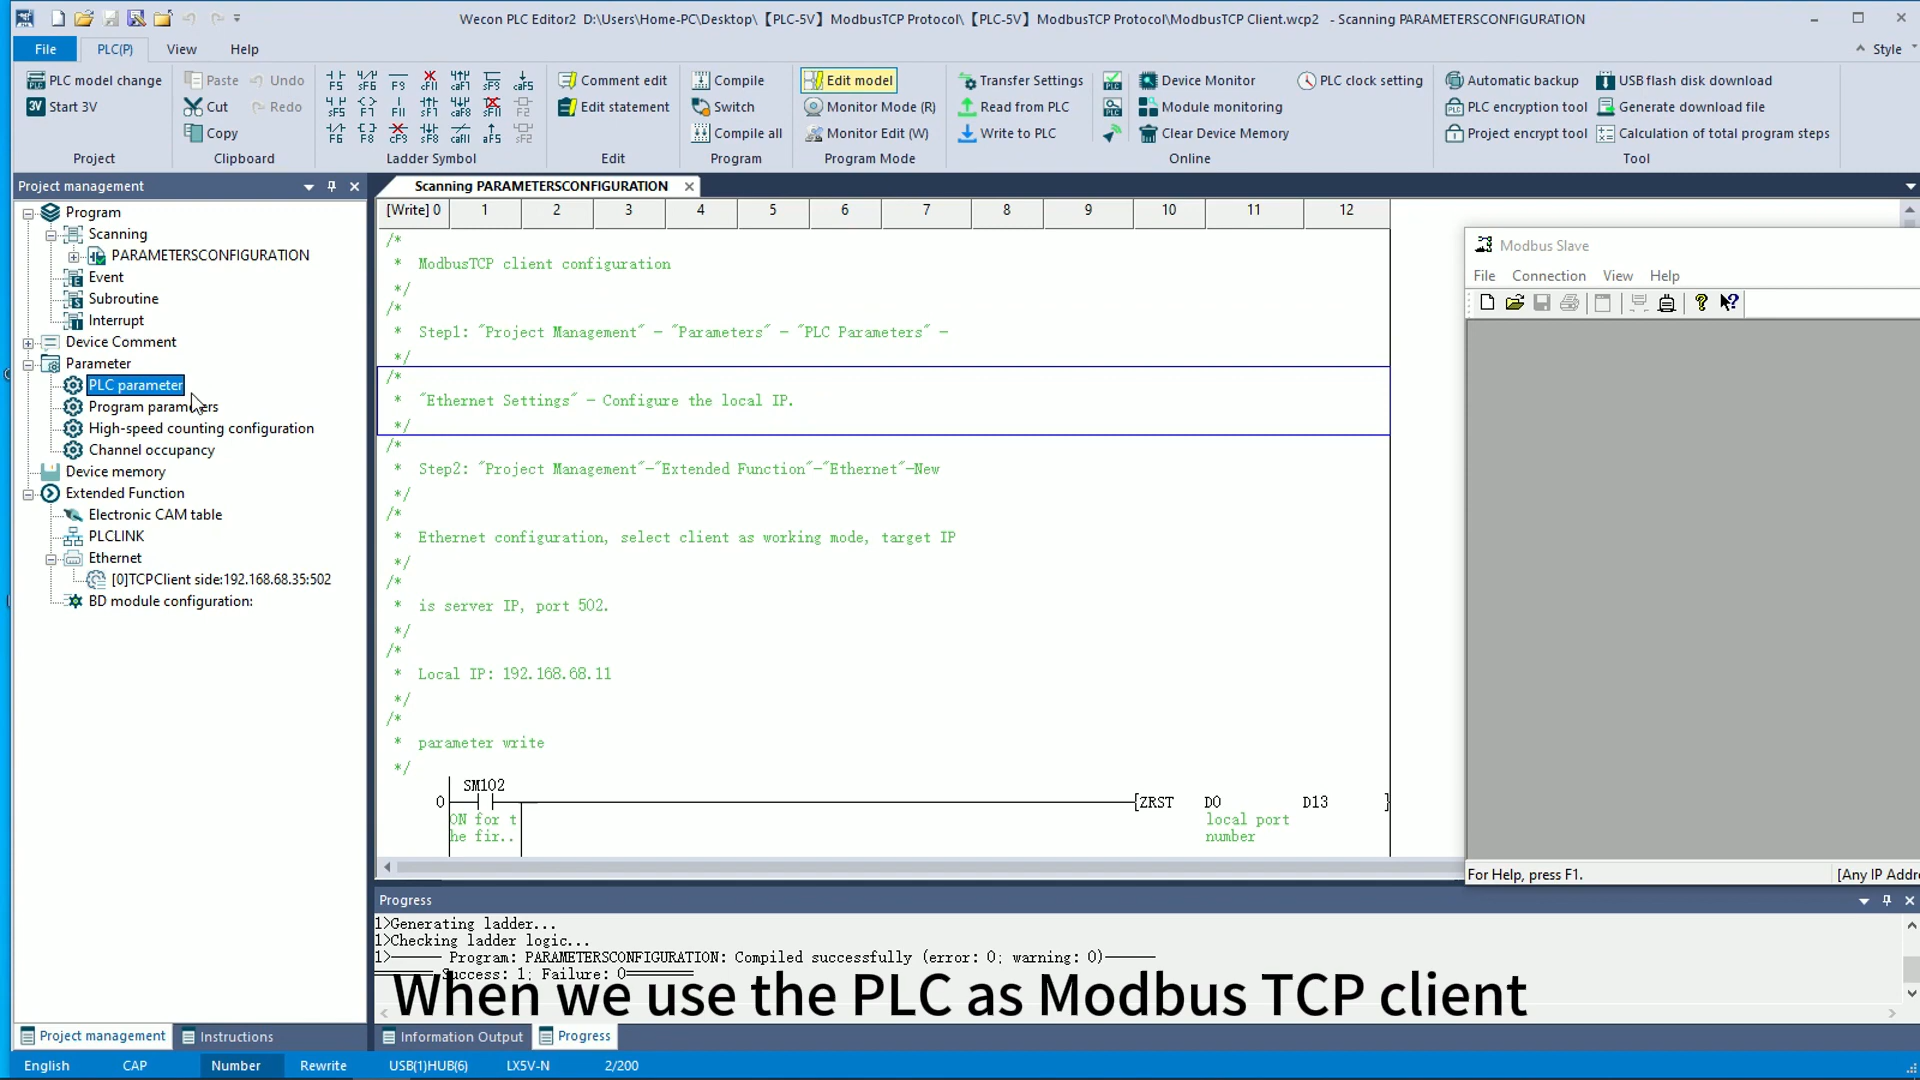 Wecon PLC Editor2 D:\Users\Home-PC\Desktop\【PLC-5V】ModbusTCP Protocol\【PLC-5V】ModbusTCP Protocol\ModbusTCP Client.wcp2 - Scanning PARAMETERSCONFIGURATION
File PLC(P) View Help Style
PLC model change Paste Undo Comment edit Compile Edit model Transfer Settings Device Monitor PLC clock setting Automatic backup USB flash disk download
Start 3V Cut Redo Edit statement Switch Monitor Mode (R) Read from PLC Module monitoring PLC encryption tool Generate download file
Copy Compile all Monitor Edit (W) Write to PLC Clear Device Memory Project encrypt tool Calculation of total program steps
Project Clipboard Ladder Symbol Edit Program Program Mode Online Tool
Project management
Program
Scanning
PARAMETERSCONFIGURATION
Event
Subroutine
Interrupt
Device Comment
Parameter
PLC parameter
Program parameters
High-speed counting configuration
Channel occupancy
Device memory
Extended Function
Electronic CAM table
PLCLINK
Ethernet
[0]TCPClient side:192.168.68.35:502
BD module configuration:
Project management Instructions
Scanning PARAMETERSCONFIGURATION
[Write] 0 1 2 3 4 5 6 7 8 9 10 11 12
/*
* ModbusTCP client configuration
*/
/*
* Step1: "Project Management" - "Parameters" - "PLC Parameters" -
*/
/*
* "Ethernet Settings" - Configure the local IP.
*/
/*
* Step2: "Project Management"-"Extended Function"-"Ethernet"-New
*/
/*
* Ethernet configuration, select client as working mode, target IP
*/
/*
* is server IP, port 502.
*/
/*
* Local IP: 192.168.68.11
*/
/*
* parameter write
*/
SM102
0 [ZRST D0 D13 ]
ON for t local port
he fir.. number
Modbus Slave
File Connection View Help
For Help, press F1. [Any IP Addre
Progress
1>Generating ladder...
1>Checking ladder logic...
1>—— Program: PARAMETERSCONFIGURATION: Compiled successfully (error: 0; warning: 0)——
Success: 1; Failure: 0
When we use the PLC as Modbus TCP client
Information Output Progress
English CAP Number Rewrite USB(1)HUB(6) LX5V-N 2/200